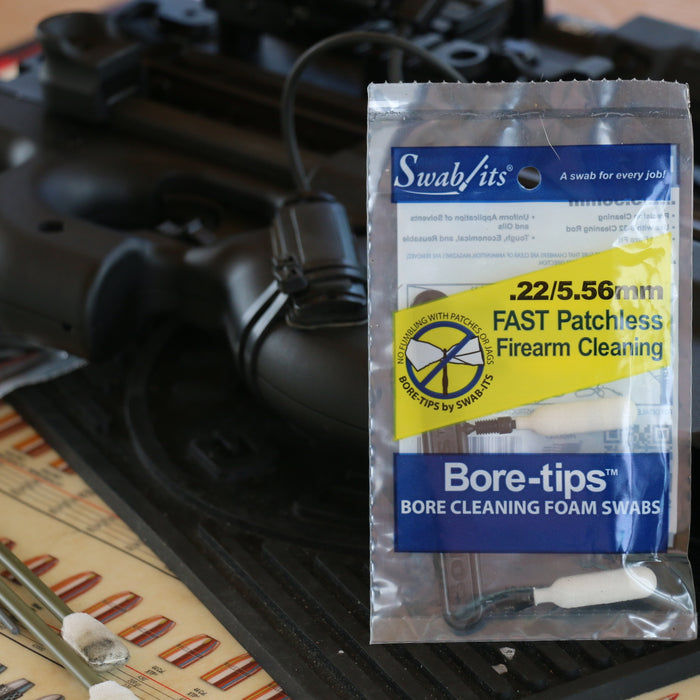 Swab-its®
A swab for every job!
• Uniform Application of Solvents
and Oils
• Tough, Economical, and Reusable
.22/5.56mm
FAST Patchless
Firearm Cleaning
NO FUMBLING WITH PATCHES OR JAGS
BORE-TIPS by SWAB-ITS
Bore-tips™
BORE CLEANING FOAM SWABS